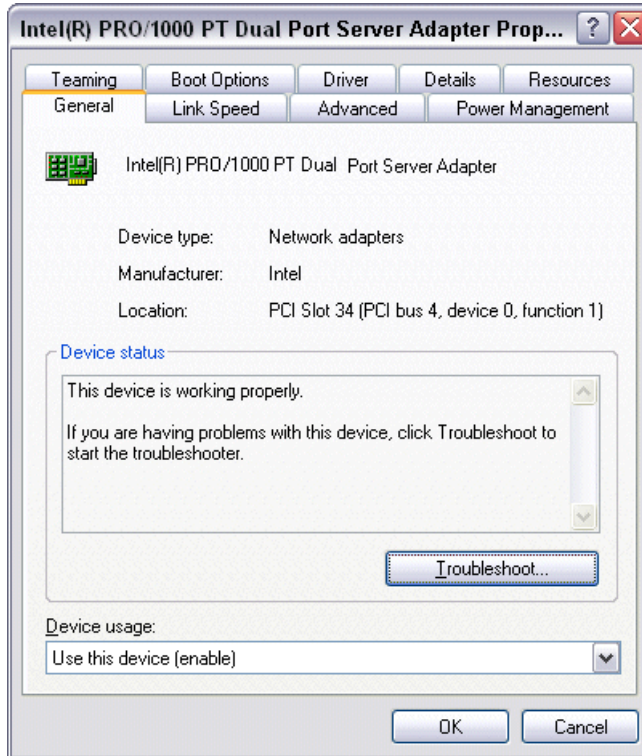 Intel(R) PRO/1000 PT Dual Port Server Adapter Prop...
Teaming Boot Options Driver Details Resources
General Link Speed Advanced Power Management
Intel(R) PRO/1000 PT Dual Port Server Adapter
Device type: Network adapters
Manufacturer: Intel
Location: PCI Slot 34 (PCI bus 4, device 0, function 1)
Device status
This device is working properly.
If you are having problems with this device, click Troubleshoot to
start the troubleshooter.
Troubleshoot...
Device usage:
Use this device (enable)
OK Cancel